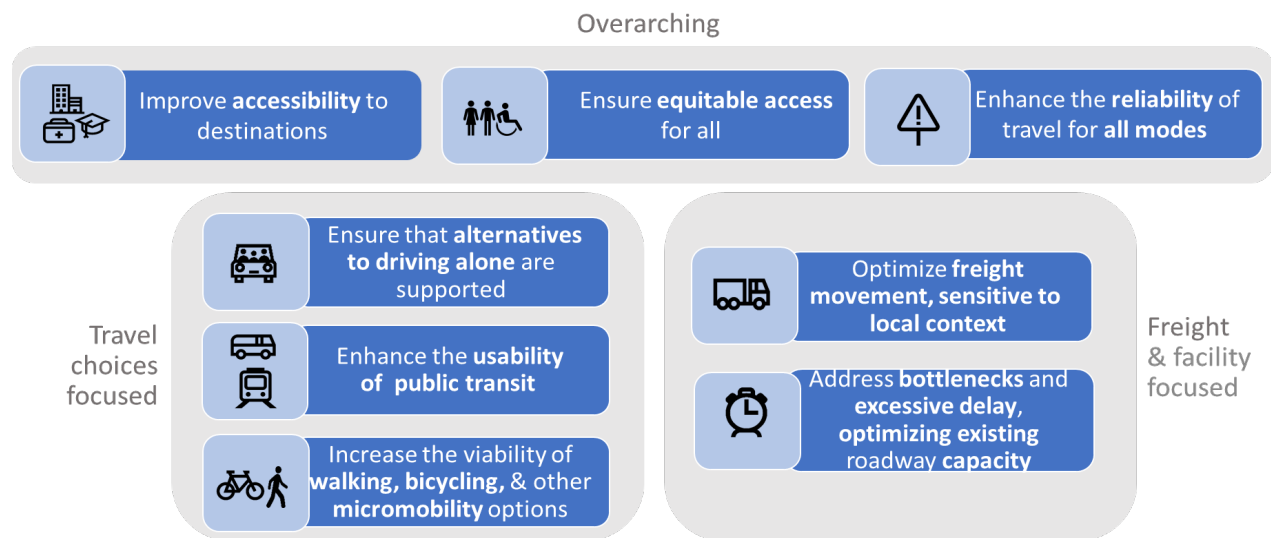 Overarching
Improve accessibility to
destinations
Ensure equitable access
for all
Enhance the reliability of
travel for all modes
Travel
choices
focused
Ensure that alternatives
to driving alone are
supported
Enhance the usability
of public transit
Increase the viability of
walking, bicycling, & other
micromobility options
Optimize freight
movement, sensitive to
local context
Address bottlenecks and
excessive delay,
optimizing existing
roadway capacity
Freight
& facility
focused